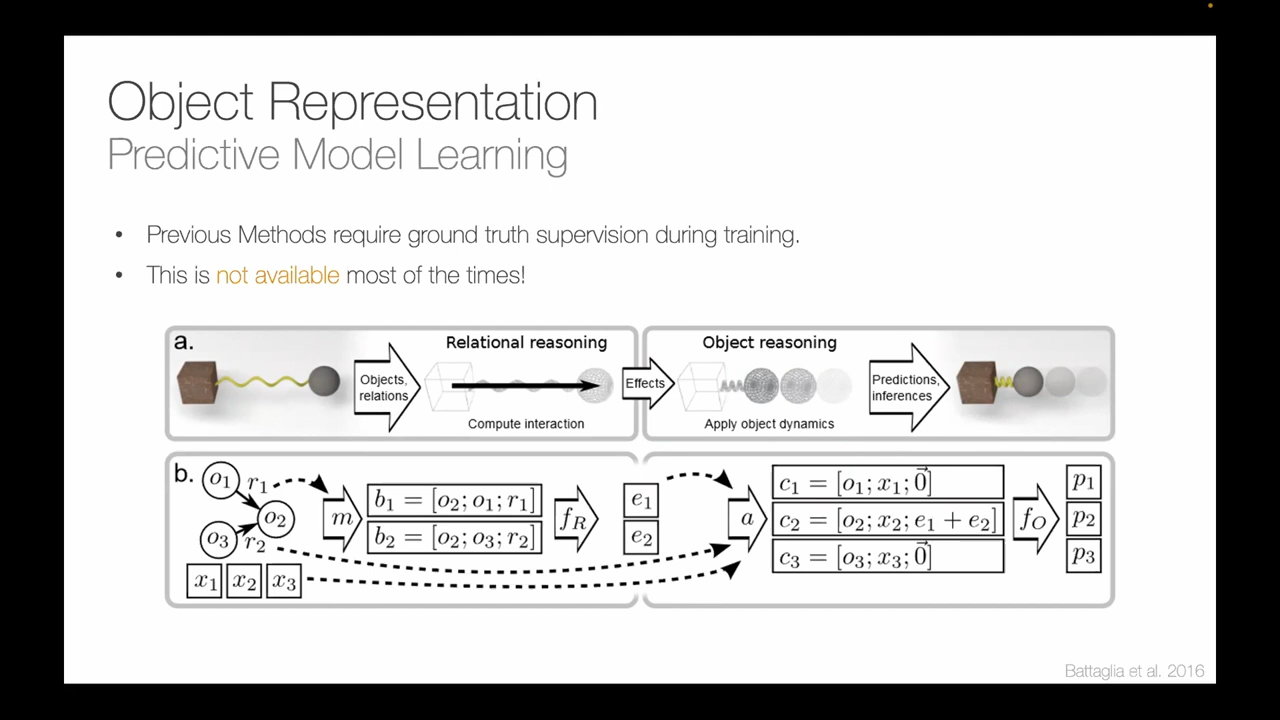 Object Representation
Predictive Model Learning
• Previous Methods require ground truth supervision during training.
• This is not available most of the times!
a.
Objects,
relations
Relational reasoning
Compute interaction
Effects
Object reasoning
Apply object dynamics
Predictions,
inferences
b.
o₁ r₁
o₂
o₃ r₂
x₁ x₂ x₃
m
b₁ = [o₂; o₁; r₁]
b₂ = [o₂; o₃; r₂]
f_R
e₁
e₂
a
c₁ = [o₁; x₁; 0⃗]
c₂ = [o₂; x₂; e₁ + e₂]
c₃ = [o₃; x₃; 0⃗]
f_O
p₁
p₂
p₃
Battaglia et al. 2016